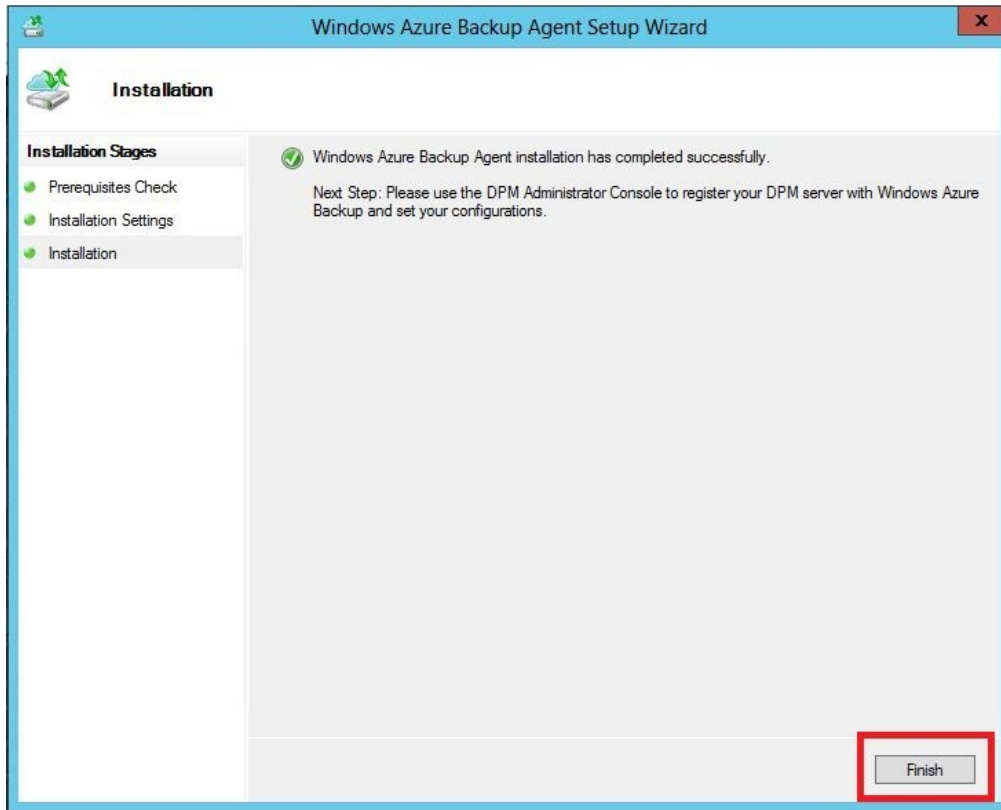 Windows Azure Backup Agent Setup Wizard
x
Installation
Installation Stages
Prerequisites Check
Installation Settings
Installation
Windows Azure Backup Agent installation has completed successfully.
Next Step: Please use the DPM Administrator Console to register your DPM server with Windows Azure
Backup and set your configurations.
Finish